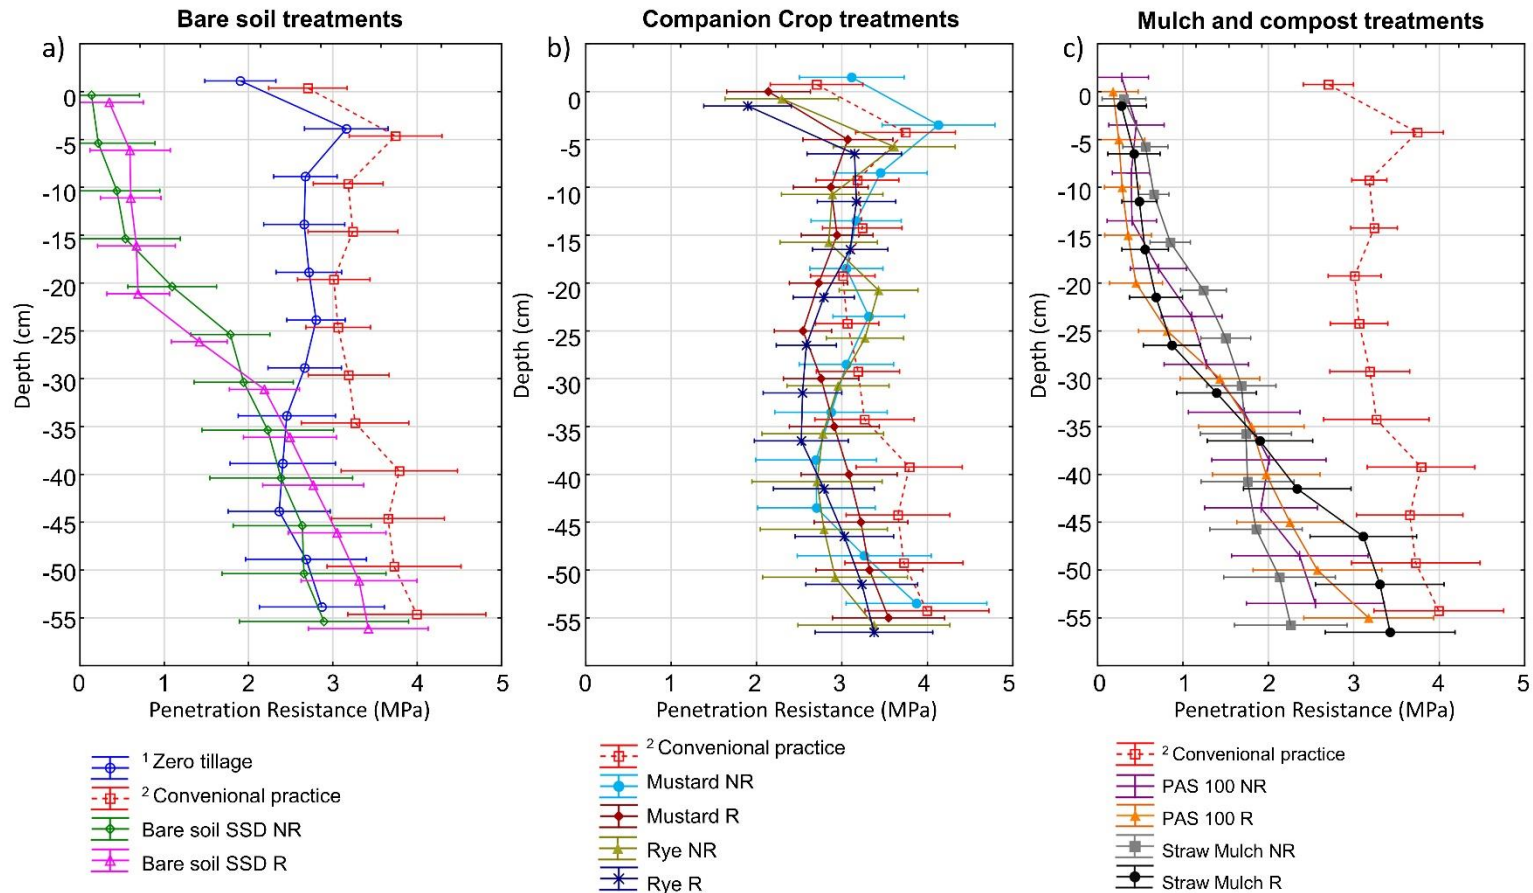 Bare soil treatments
Companion Crop treatments
Mulch and compost treatments
a)
b)
c)
0
-5
-10
-15
-20
-25
-30
-35
-40
-45
-50
-55
Depth (cm)
0 1 2 3 4 5
Penetration Resistance (MPa)
0
-5
-10
-15
-20
-25
-30
-35
-40
-45
-50
-55
Depth (cm)
0 2 3 4 5
Penetration Resistance (MPa)
0
-5
-10
-15
-20
-25
-30
-35
-40
-45
-50
-55
Depth (cm)
0 1 2 3 4 5
Penetration Resistance (MPa)
1 Zero tillage
2 Convenional practice
Bare soil SSD NR
Bare soil SSD R
2 Convenional practice
Mustard NR
Mustard R
Rye NR
Rye R
2 Convenional practice
PAS 100 NR
PAS 100 R
Straw Mulch NR
Straw Mulch R